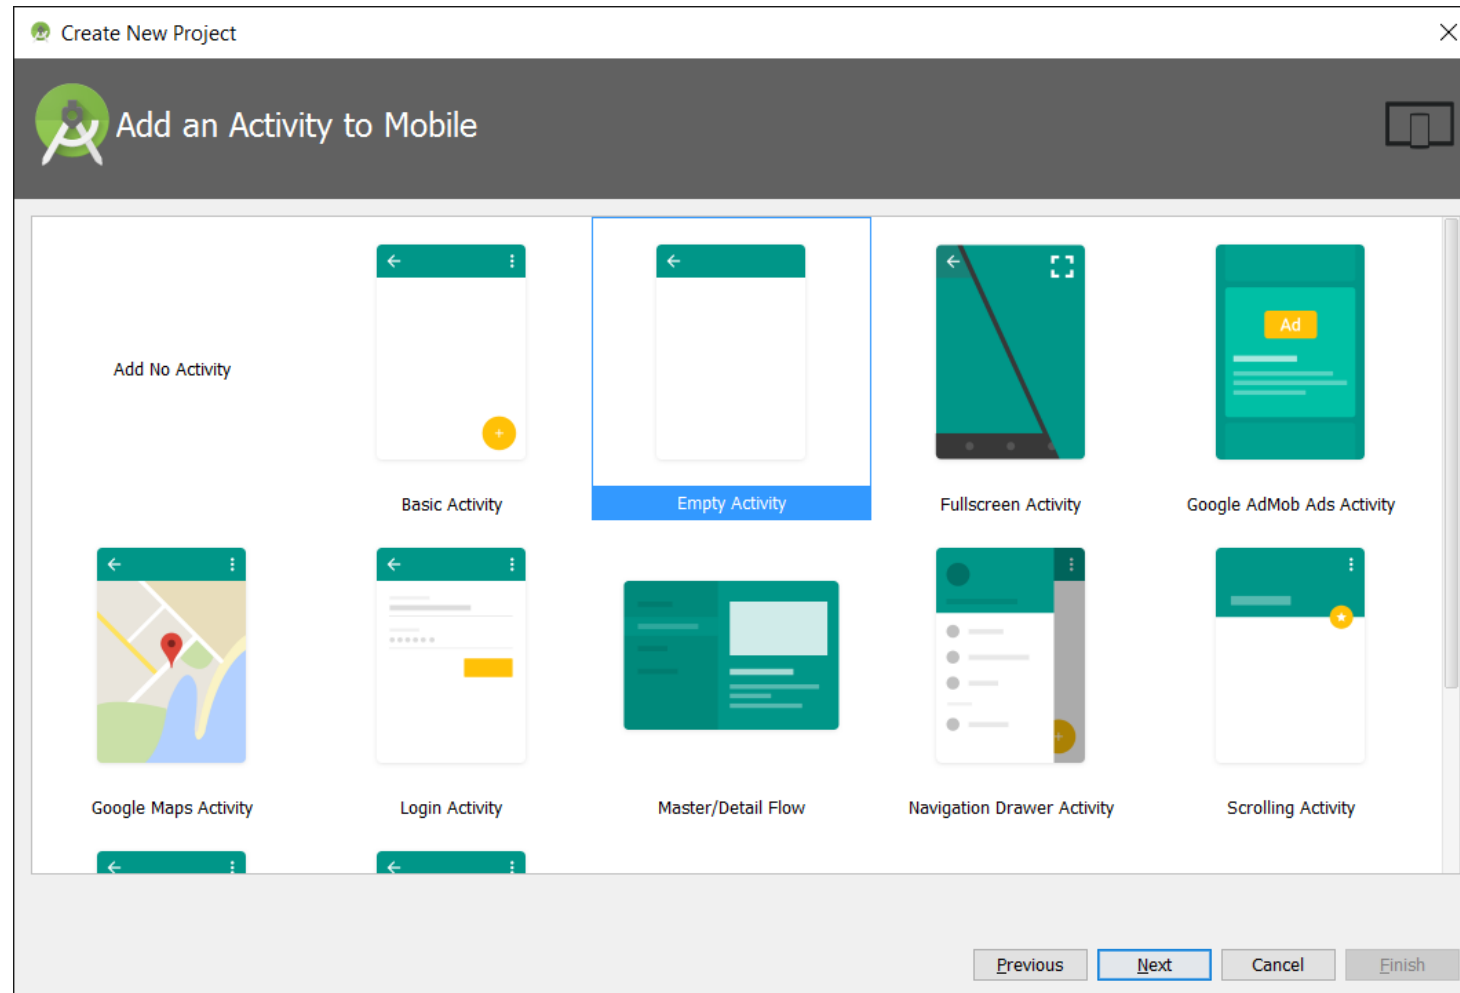 Create New Project
Add an Activity to Mobile
Add No Activity
Ad
Basic Activity
Empty Activity
Fullscreen Activity
Google AdMob Ads Activity
Google Maps Activity
Login Activity
Master/Detail Flow
Navigation Drawer Activity
Scrolling Activity
Previous
Next
Cancel
Finish